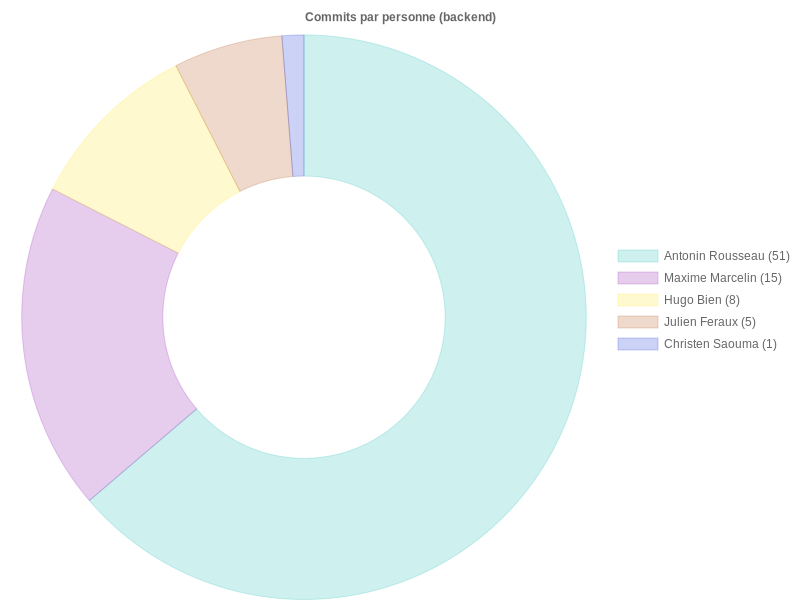 Commits par personne (backend)
Antonin Rousseau (51)
Maxime Marcelin (15)
Hugo Bien (8)
Julien Feraux (5)
Christen Saouma (1)